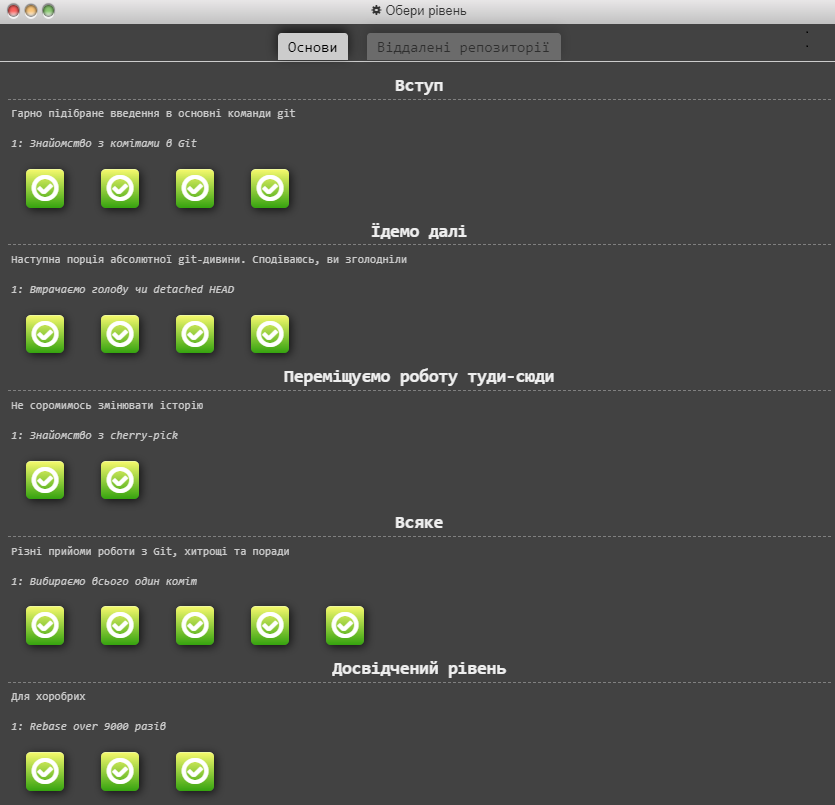 Обери рівень
Основи
Віддалені репозиторії
Вступ
Гарно підібране введення в основні команди git
1: Знайомство з комітами в Git
Їдемо далі
Наступна порція абсолютної git-дивини. Сподіваюсь, ви зголодніли
1: Втрачаємо голову чи detached HEAD
Переміщуємо роботу туди-сюди
Не соромимось змінювати історію
1: Знайомство з cherry-pick
Всяке
Різні прийоми роботи з Git, хитрощі та поради
1: Вибираємо всього один коміт
Досвідчений рівень
Для хоробрих
1: Rebase over 9000 разів